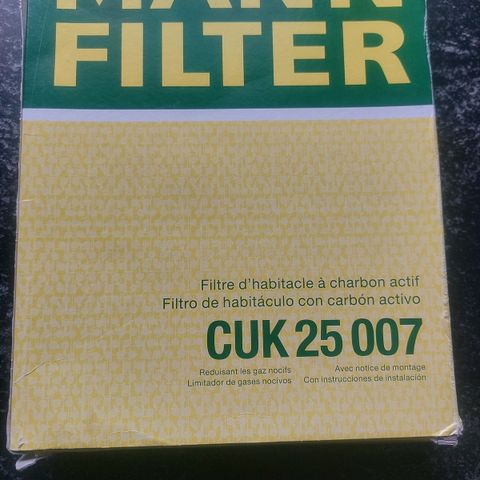 MANN
FILTER
Filtre d'habitacle à charbon actif
Filtro de habitáculo con carbón activo
CUK 25 007
Reduisant les gaz nocifs
Limitador de gases nocivos
Avec notice de montage
Con instrucciones de instalación